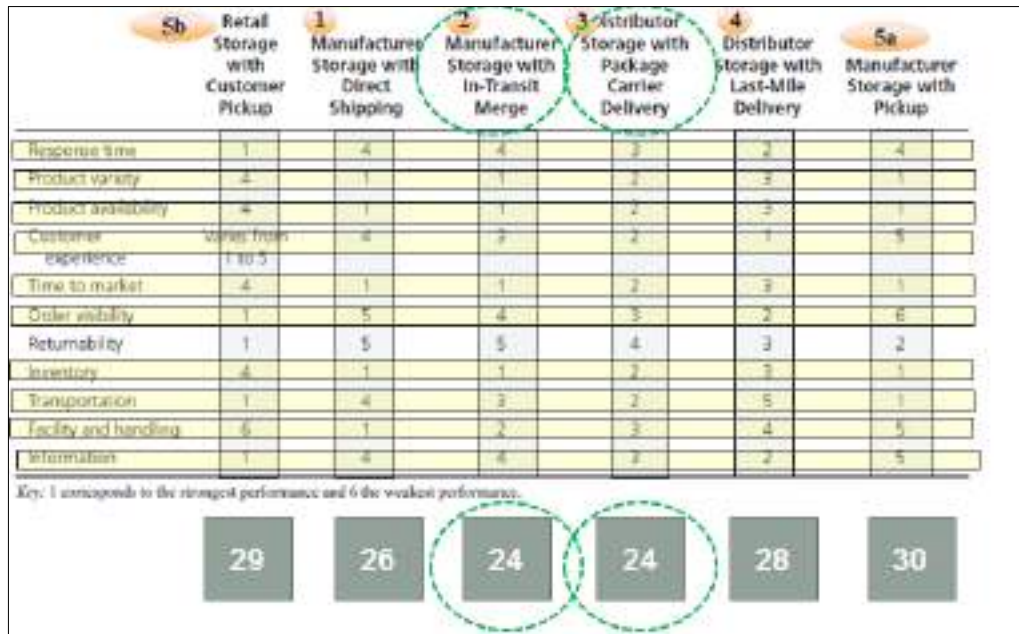 5b Retail Storage with Customer Pickup
1 Manufacturer Storage with Direct Shipping
2 Manufacturer Storage with In-Transit Merge
3 Distributor Storage with Package Carrier Delivery
4 Distributor Storage with Last-Mile Delivery
5a Manufacturer Storage with Pickup
Response time 1 4 4 3 2 4
Product variety 4 1 1 2 3 1
Product availability 4 1 1 2 3 1
Customer experience Varies from 1 to 5 4 3 2 1 5
Time to market 4 1 1 2 3 1
Order visibility 1 5 4 3 2 6
Returnability 1 5 5 4 3 2
Inventory 4 1 1 2 3 1
Transportation 1 4 3 2 5 1
Facility and handling 6 1 2 3 4 5
Information 1 4 4 3 2 5
Key: 1 corresponds to the strongest performance and 6 the weakest performance.
29 26 24 24 28 30